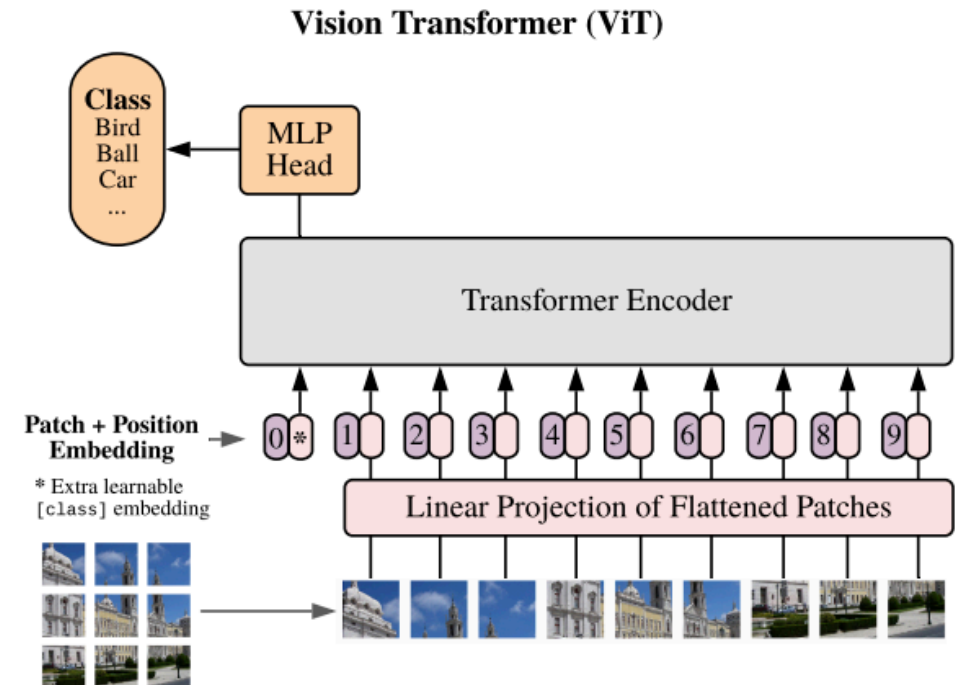 Vision Transformer (ViT)
Class
Bird
Ball
Car
...
MLP
Head
Transformer Encoder
Patch + Position
Embedding
0 * 1 2 3 4 5 6 7 8 9
* Extra learnable
[class] embedding
Linear Projection of Flattened Patches